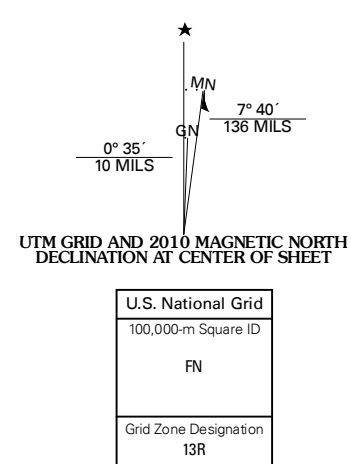 ★
MN
7° 40´
136 MILS
GN
0° 35´
10 MILS
UTM GRID AND 2010 MAGNETIC NORTH
DECLINATION AT CENTER OF SHEET
U.S. National Grid
100,000-m Square ID
FN
Grid Zone Designation
13R